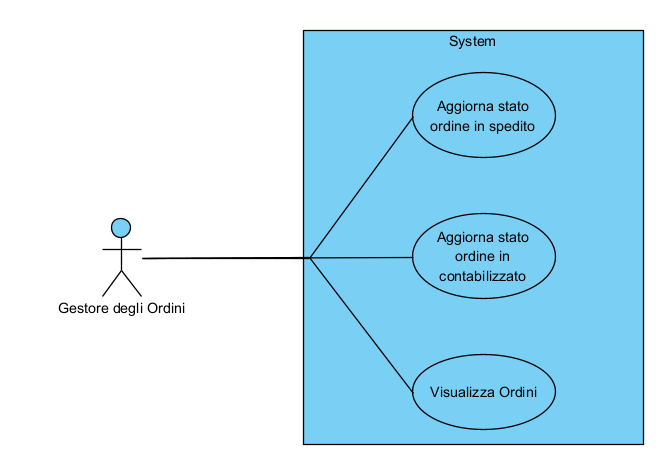 System
Aggiorna stato
ordine in spedito
Aggiorna stato
ordine in
contabilizzato
Gestore degli Ordini
Visualizza Ordini